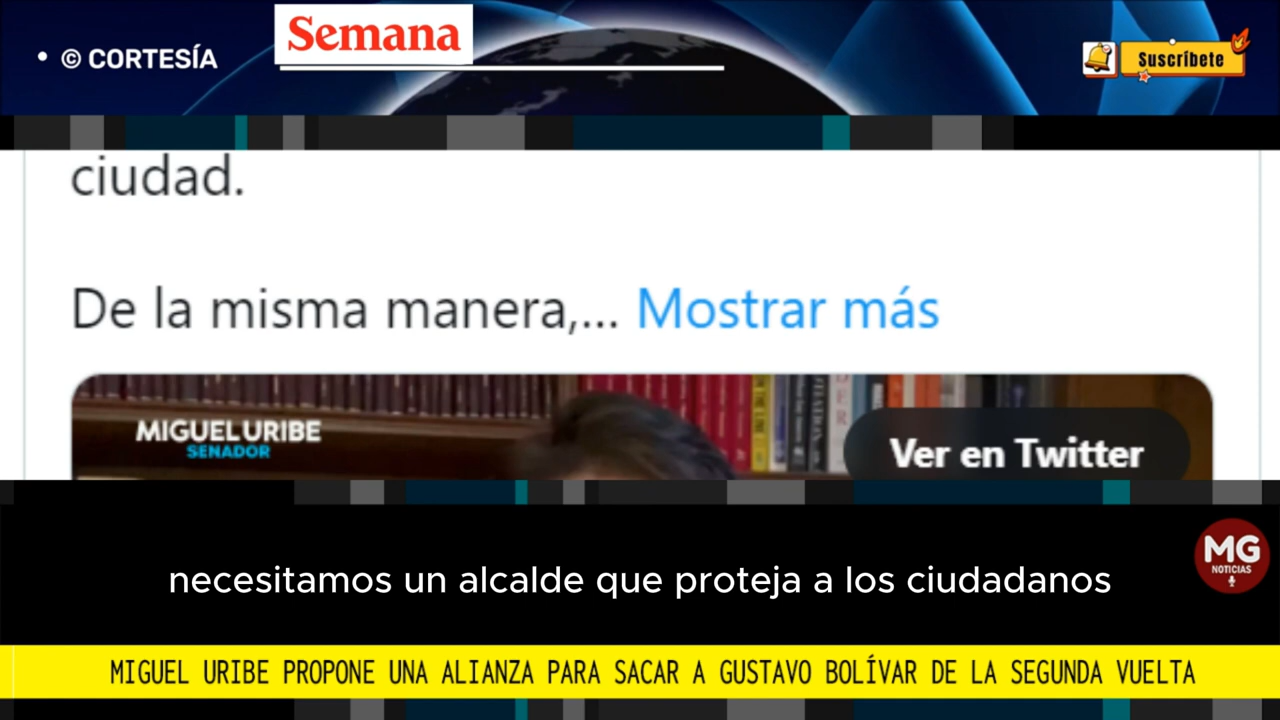 • © CORTESÍA
Semana
Suscríbete
ciudad.
De la misma manera,... Mostrar más
MIGUEL URIBE
SENADOR
Ver en Twitter
necesitamos un alcalde que proteja a los ciudadanos
MG
NOTICIAS
MIGUEL URIBE PROPONE UNA ALIANZA PARA SACAR A GUSTAVO BOLÍVAR DE LA SEGUNDA VUELTA